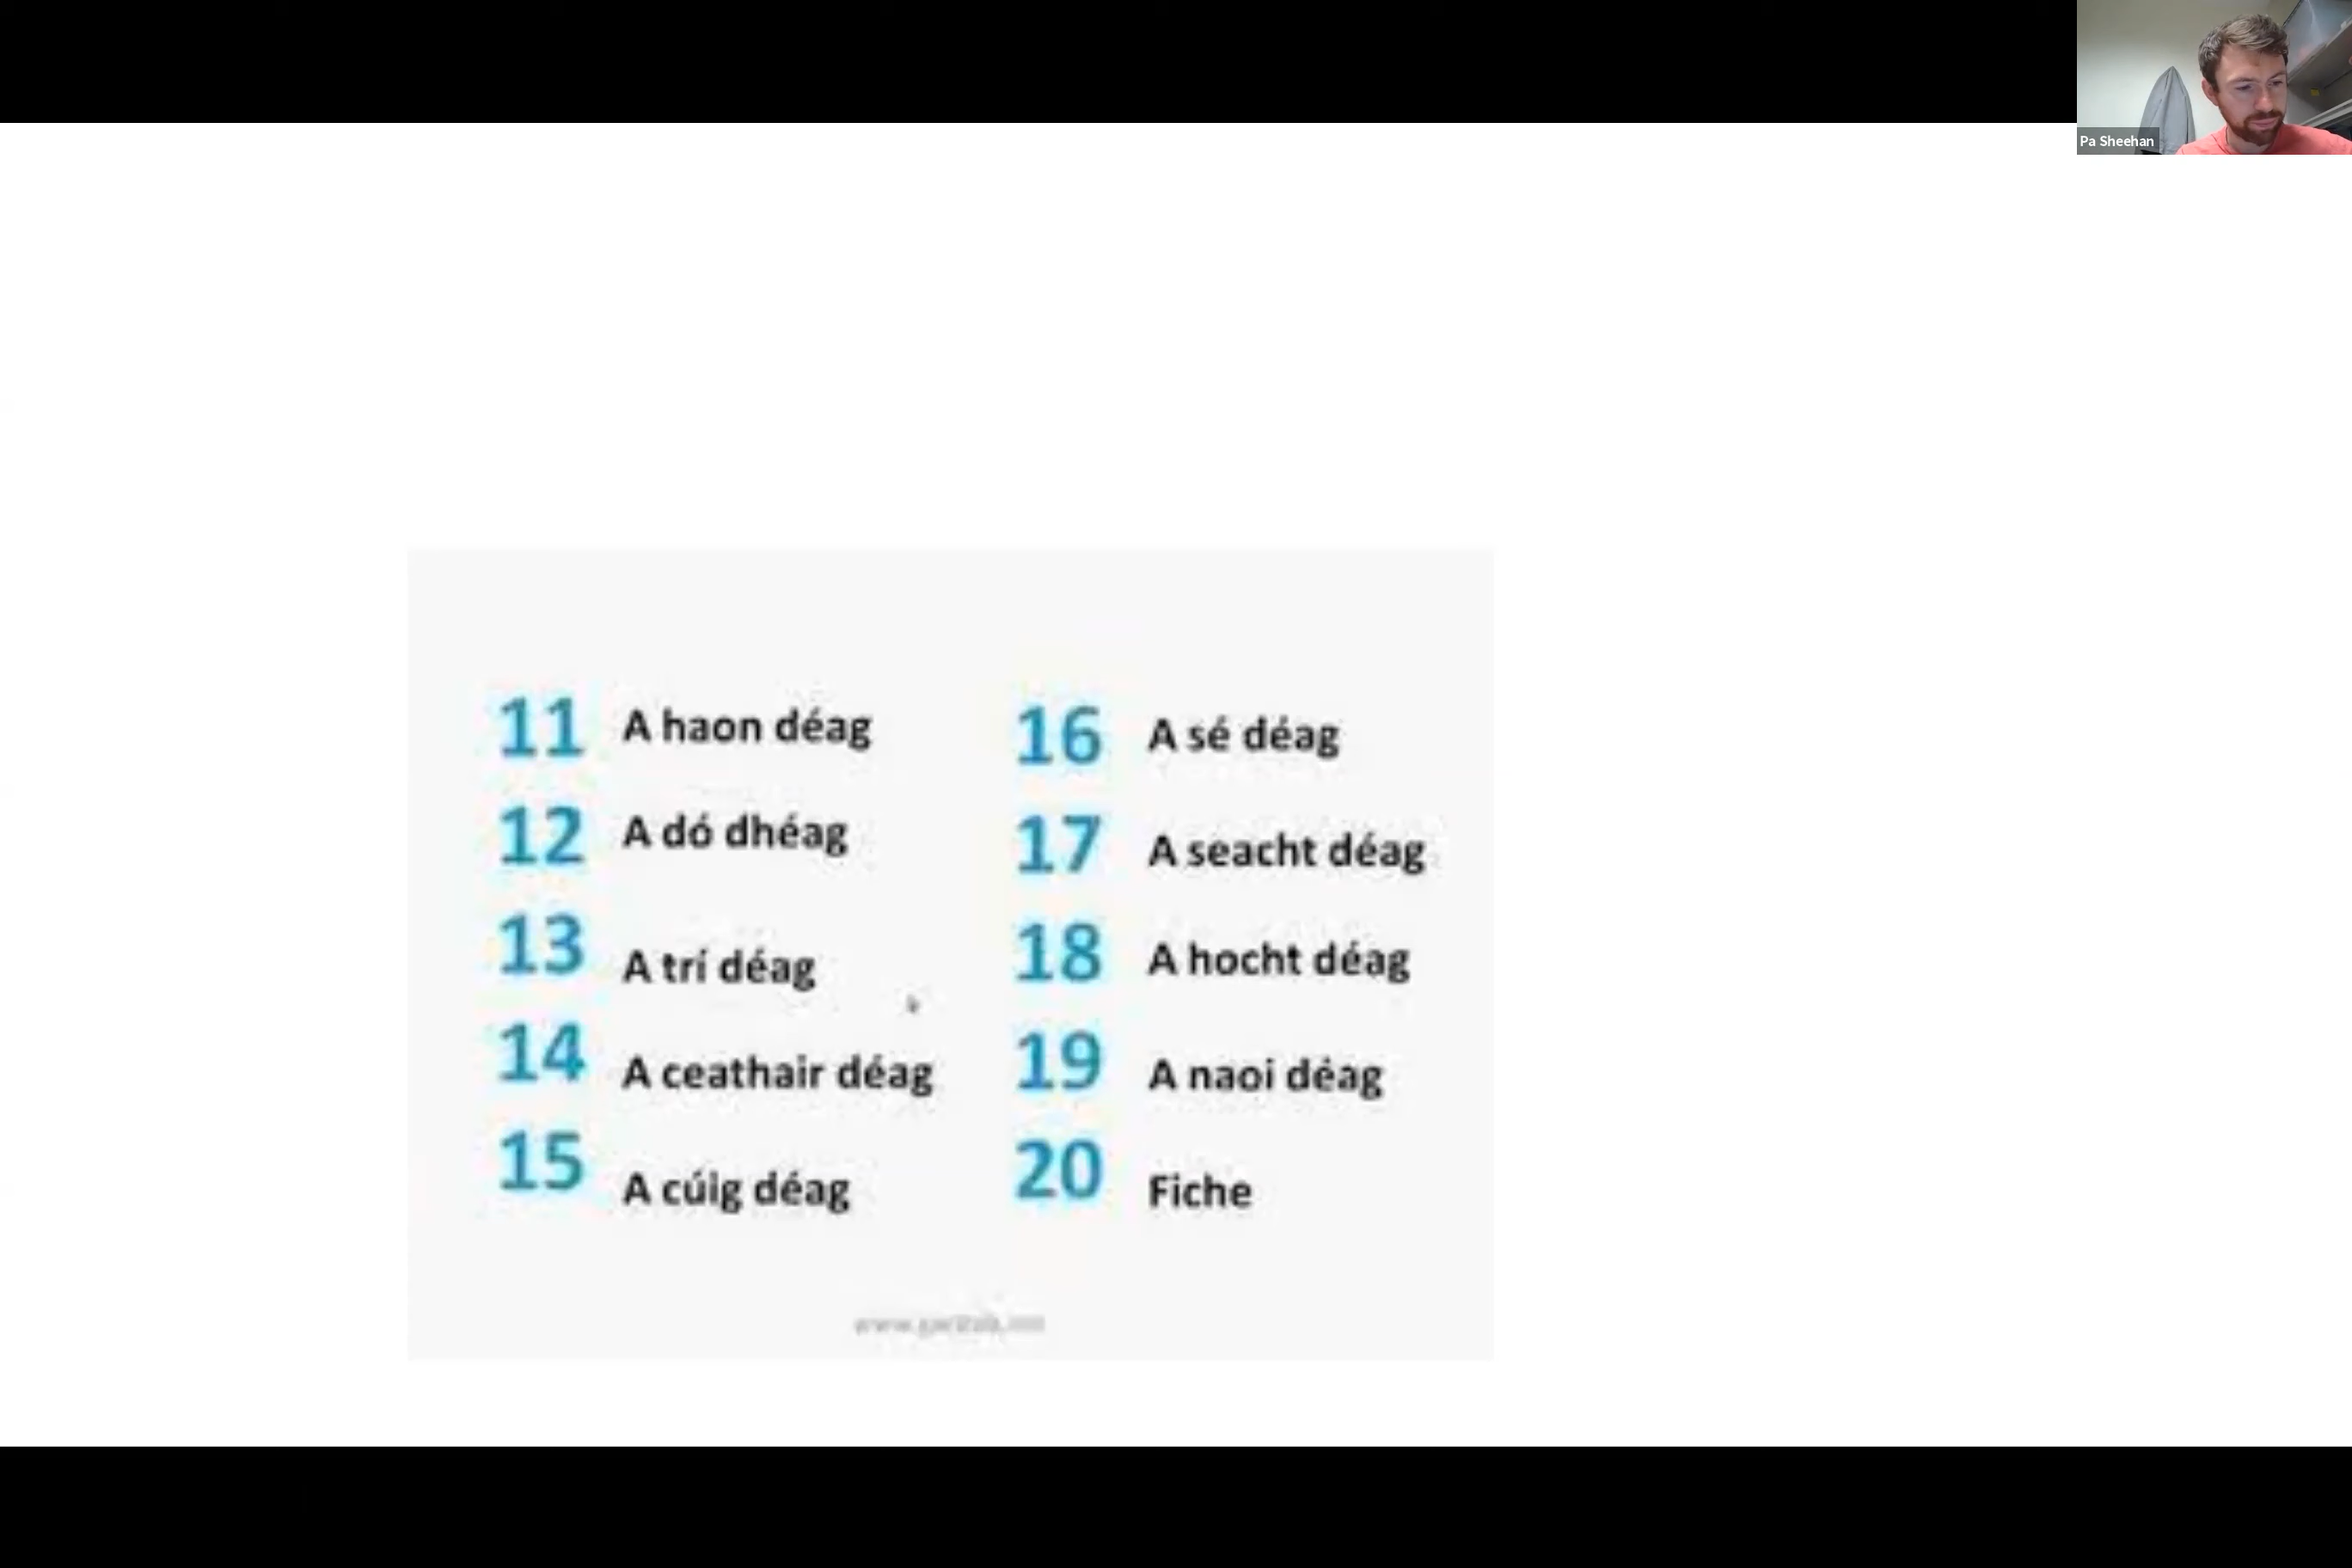 Pa Sheehan
11 A haon déag
12 A dó dhéag
13 A trí déag
14 A ceathair déag
15 A cúig déag
16 A sé déag
17 A seacht déag
18 A hocht déag
19 A naoi déag
20 Fiche